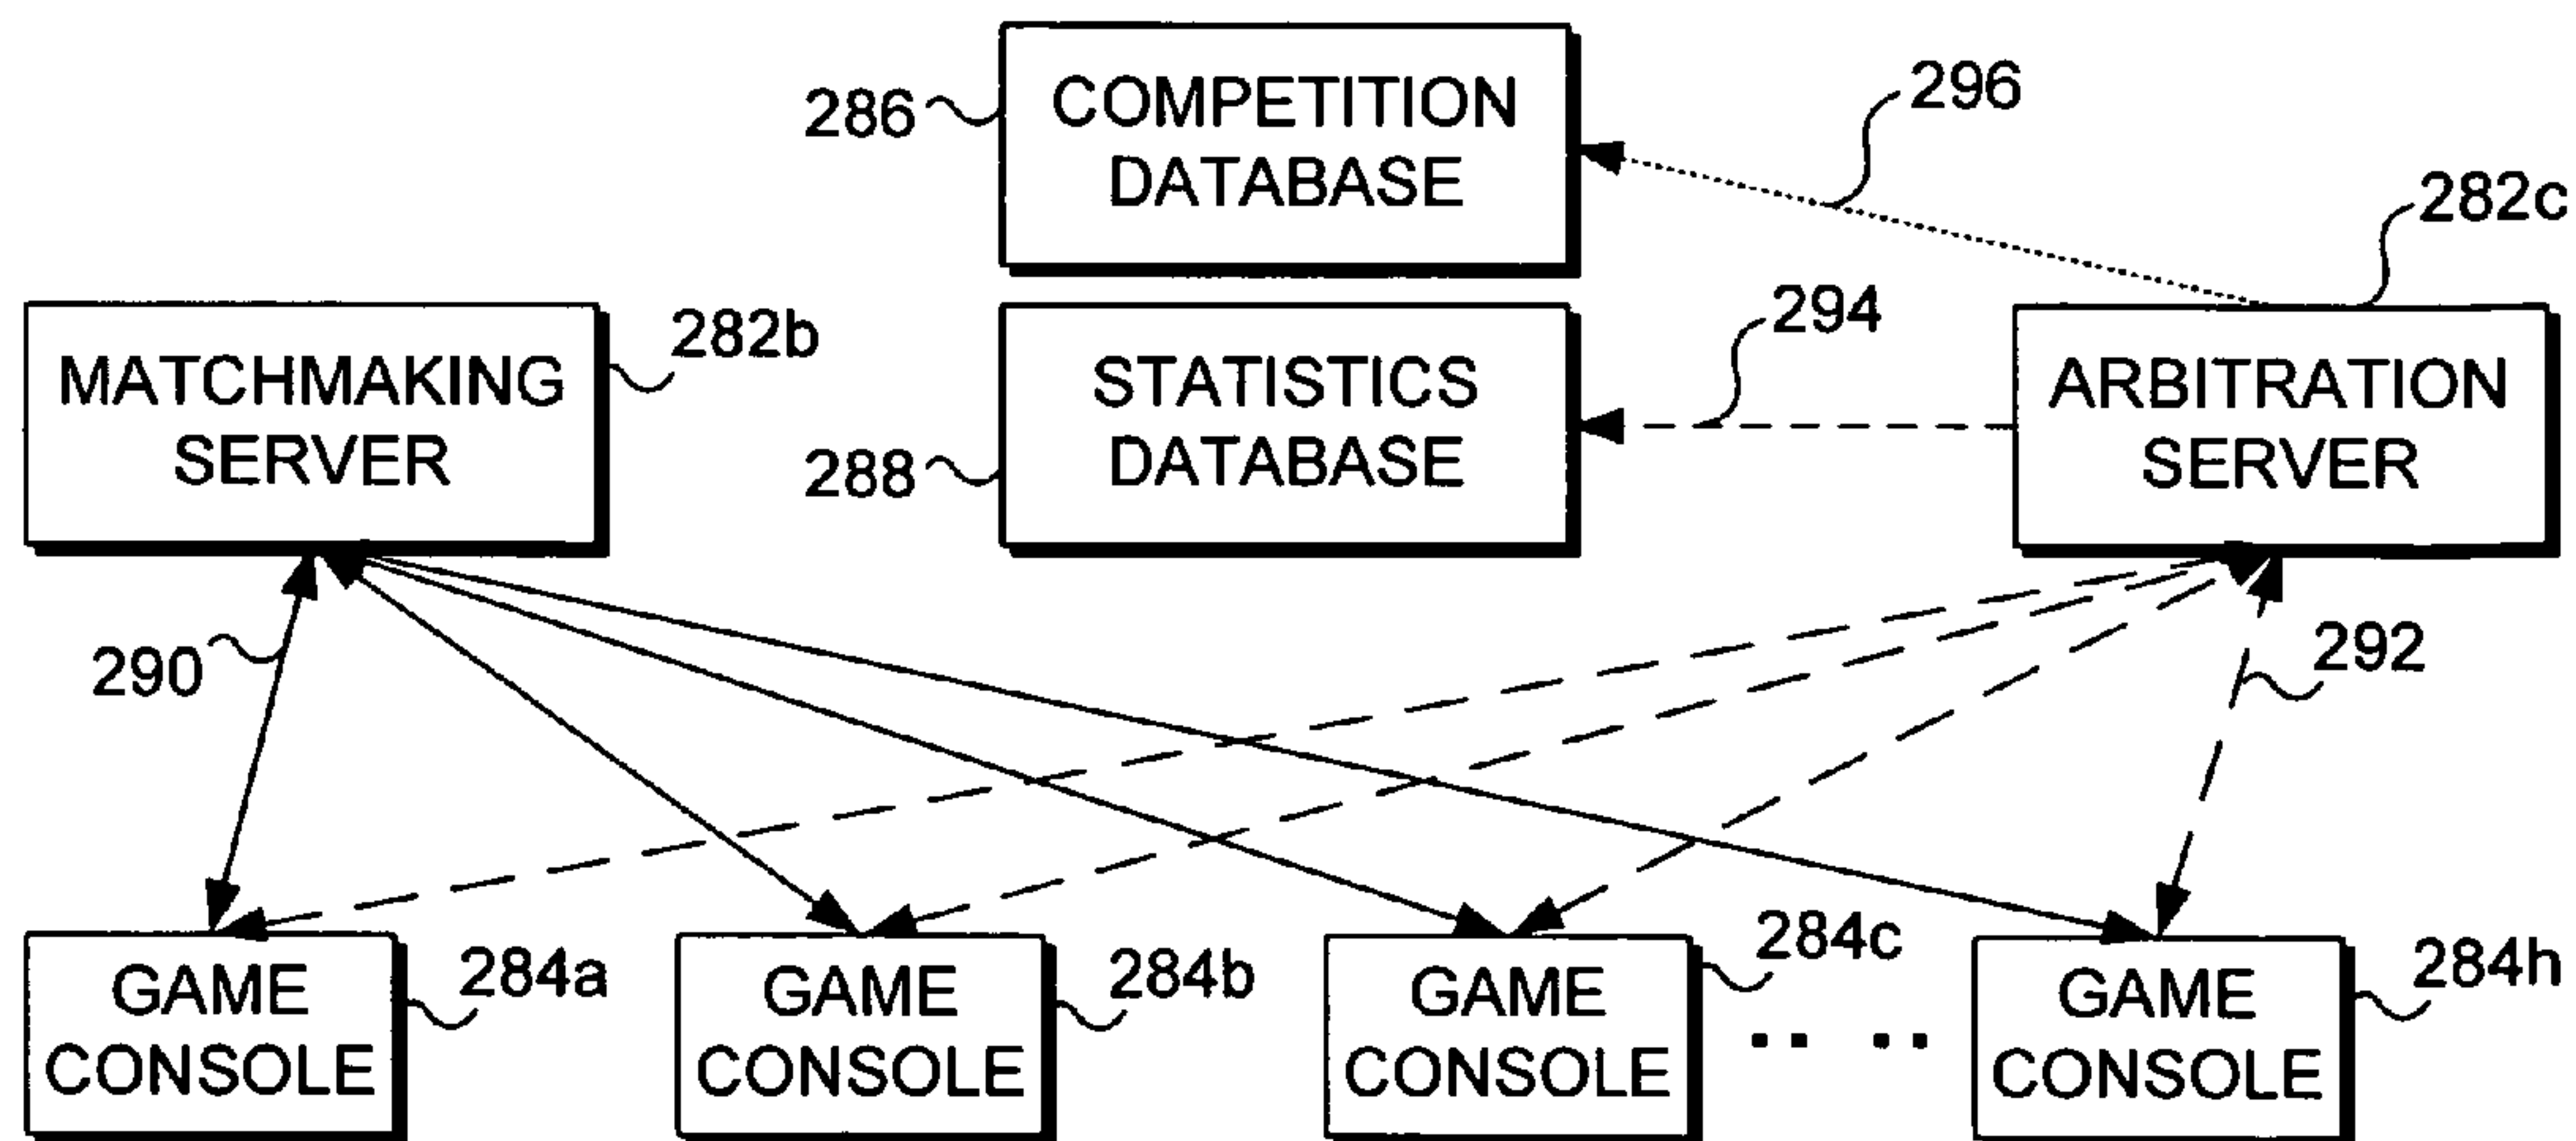 286
COMPETITION
DATABASE
296
282c
MATCHMAKING
SERVER
282b
288
STATISTICS
DATABASE
294
ARBITRATION
SERVER
290
292
GAME
CONSOLE
284a
GAME
CONSOLE
284b
GAME
CONSOLE
284c
GAME
CONSOLE
284h